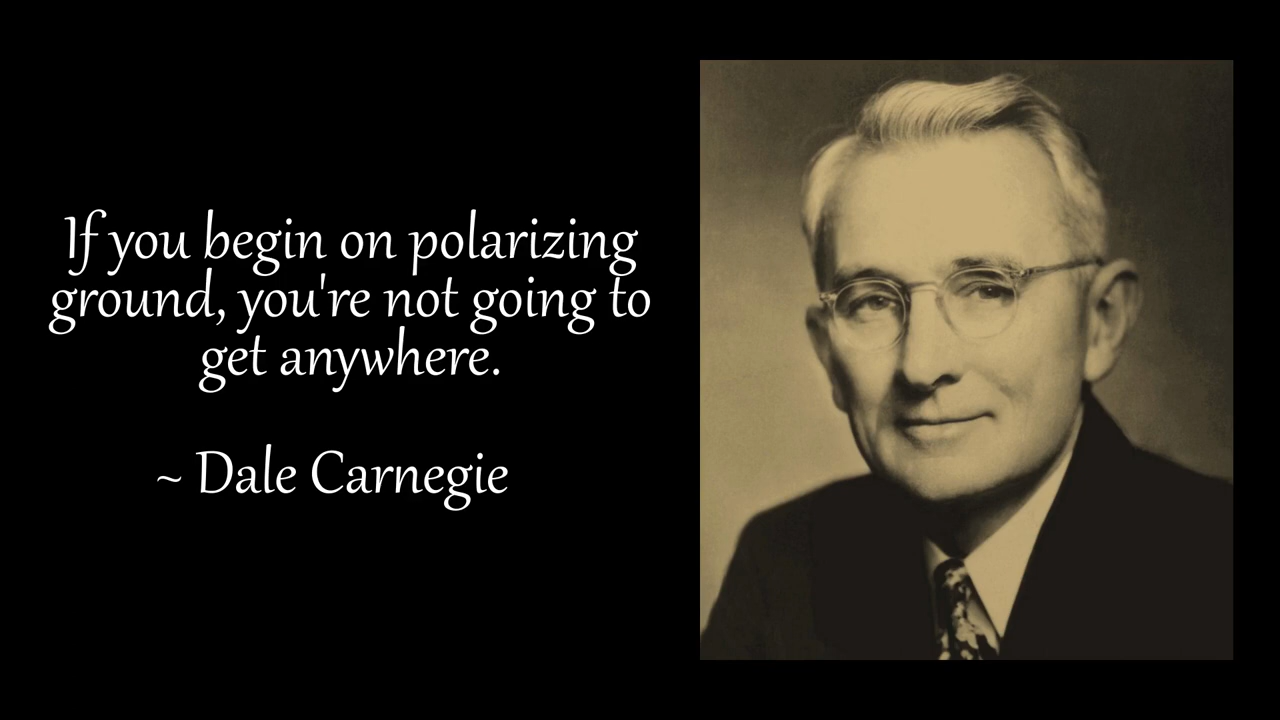 If you begin on polarizing
ground, you're not going to
get anywhere.
~ Dale Carnegie